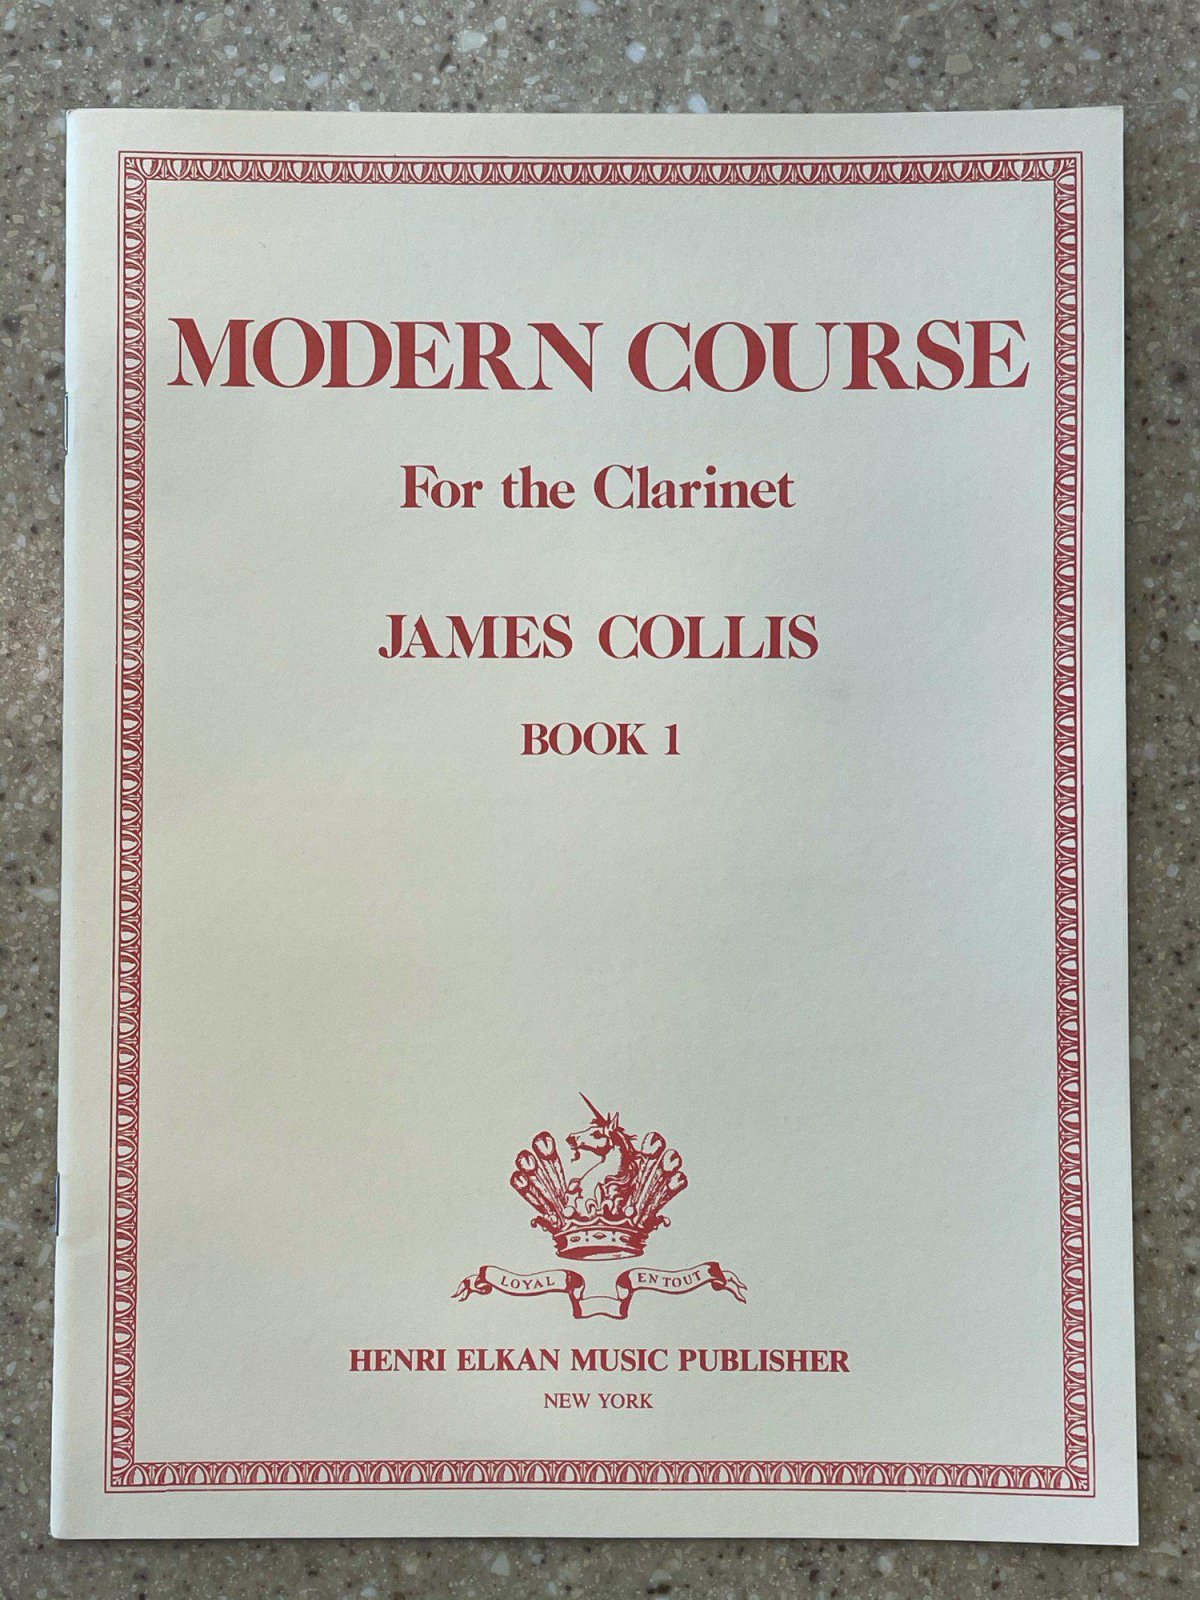 MODERN COURSE
For the Clarinet
JAMES COLLIS
BOOK 1
LOYAL EN TOUT
HENRI ELKAN MUSIC PUBLISHER
NEW YORK